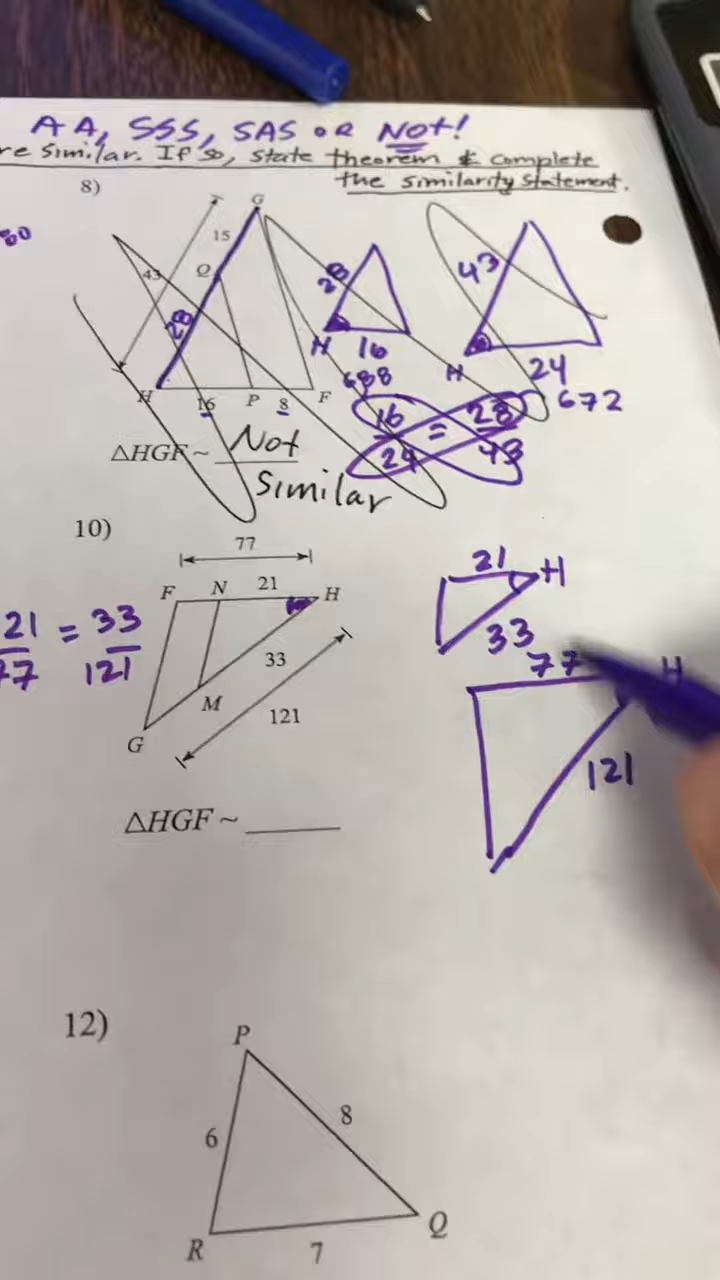 AA, SSS, SAS OR NOT!
re similar. If so, state theorem & complete
the similarity statement.
80
8)
G
15
Q
43
28
H
16
P
8
F
28
H
16
43
H
24
688
672
16/24 = 28/43
△HGF ~ Not
Similar
10)
77
F
N
21
H
33
M
121
G
21/77 = 33/121
21
H
33
77
H
121
△HGF ~
12)
P
6
8
R
7
Q